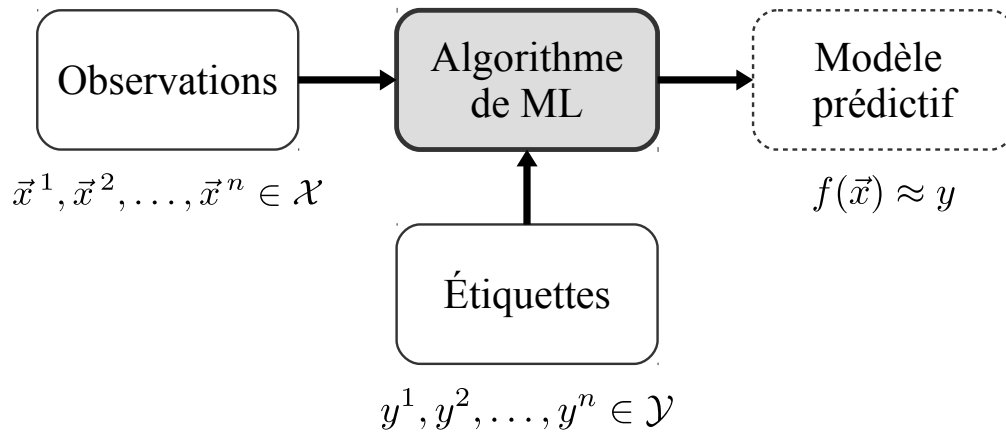 Observations
Algorithme
de ML
Modèle
prédictif
x⃗ ¹, x⃗ ², . . . , x⃗ ⁿ ∈ 𝒳
f(x⃗) ≈ y
Étiquettes
y¹, y², . . . , yⁿ ∈ 𝒴